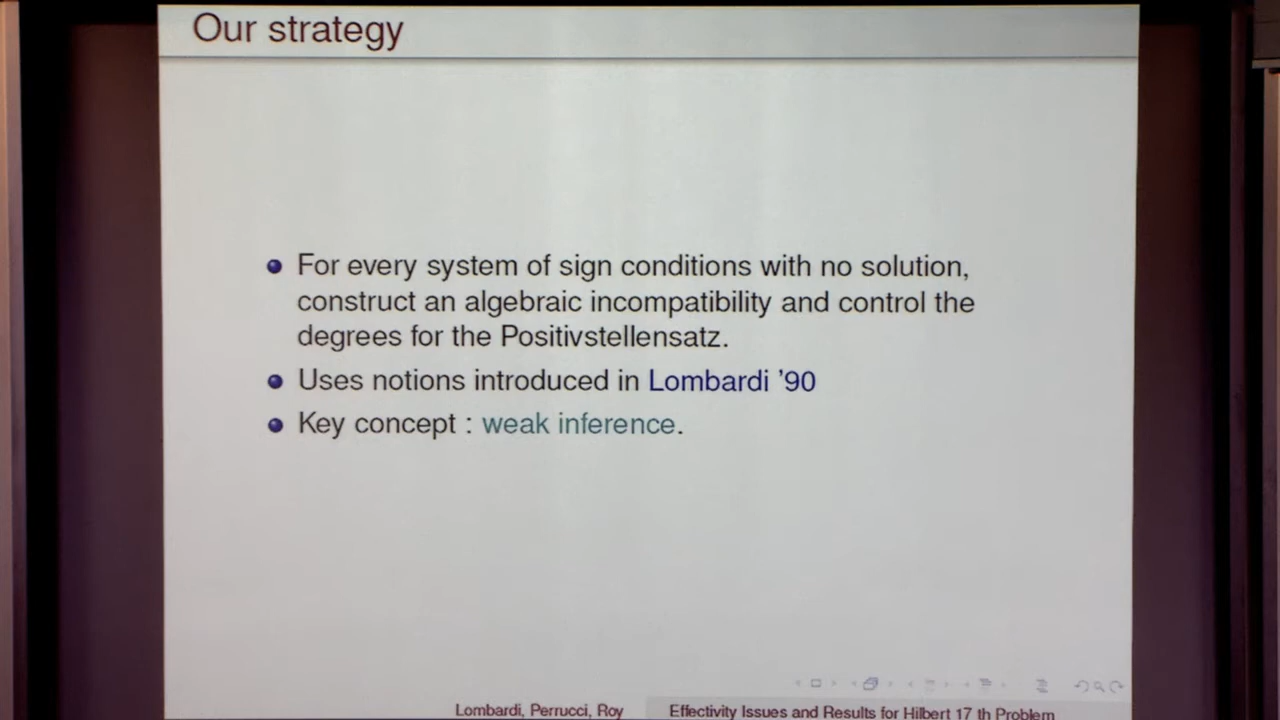 Our strategy
For every system of sign conditions with no solution,
construct an algebraic incompatibility and control the
degrees for the Positivstellensatz.
Uses notions introduced in Lombardi '90
Key concept : weak inference.
Lombardi, Perrucci, Roy
Effectivity Issues and Results for Hilbert 17 th Problem